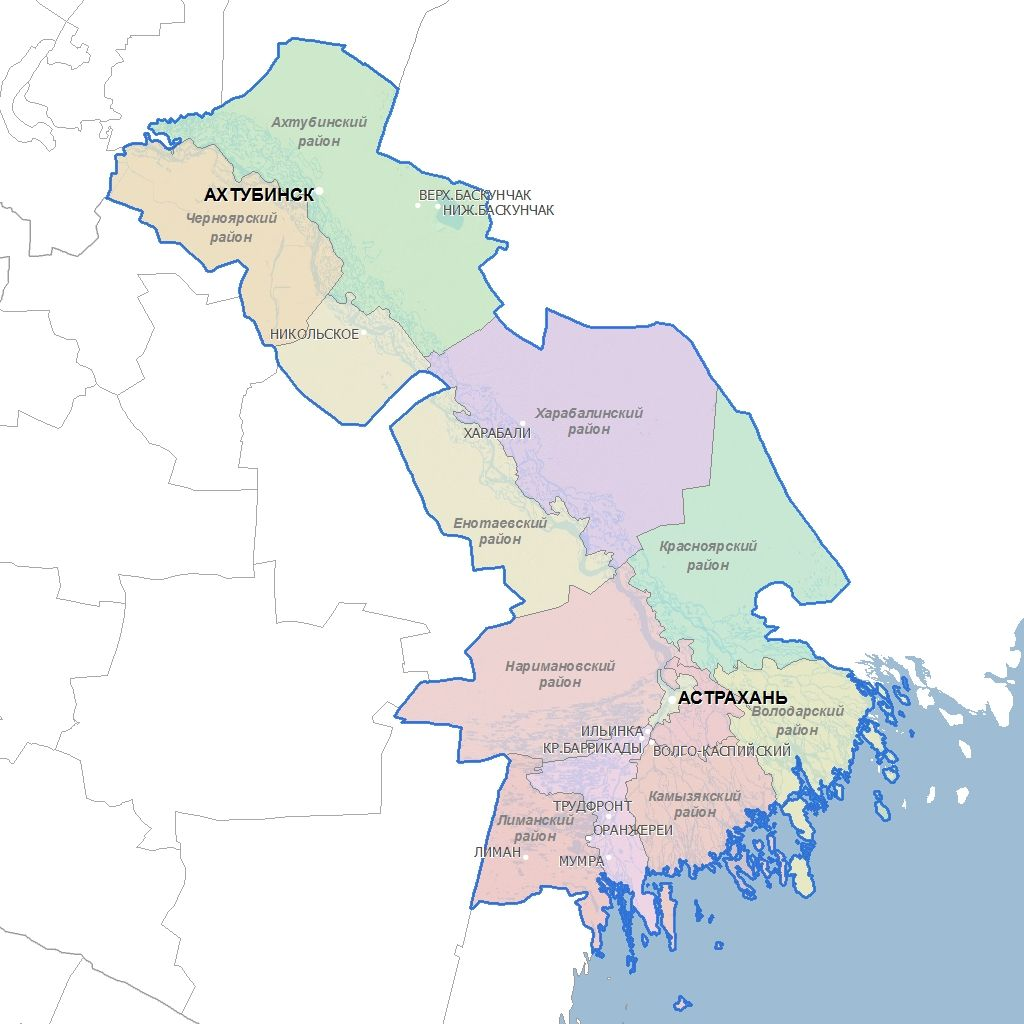 Ахтубинский
район
АХТУБИНСК
ВЕРХ.БАСКУНЧАК
НИЖ.БАСКУНЧАК
Черноярский
район
НИКОЛЬСКОЕ
Харабалинский
район
ХАРАБАЛИ
Енотаевский
район
Красноярский
район
Наримановский
район
АСТРАХАНЬ
Володарский
район
ИЛЬИНКА
КР.БАРРИКАДЫ
ВОЛГО-КАСПИЙСКИЙ
Камызякский
район
ТРУДФРОНТ
Лиманский
район
ОРАНЖЕРЕИ
ЛИМАН
МУМРА